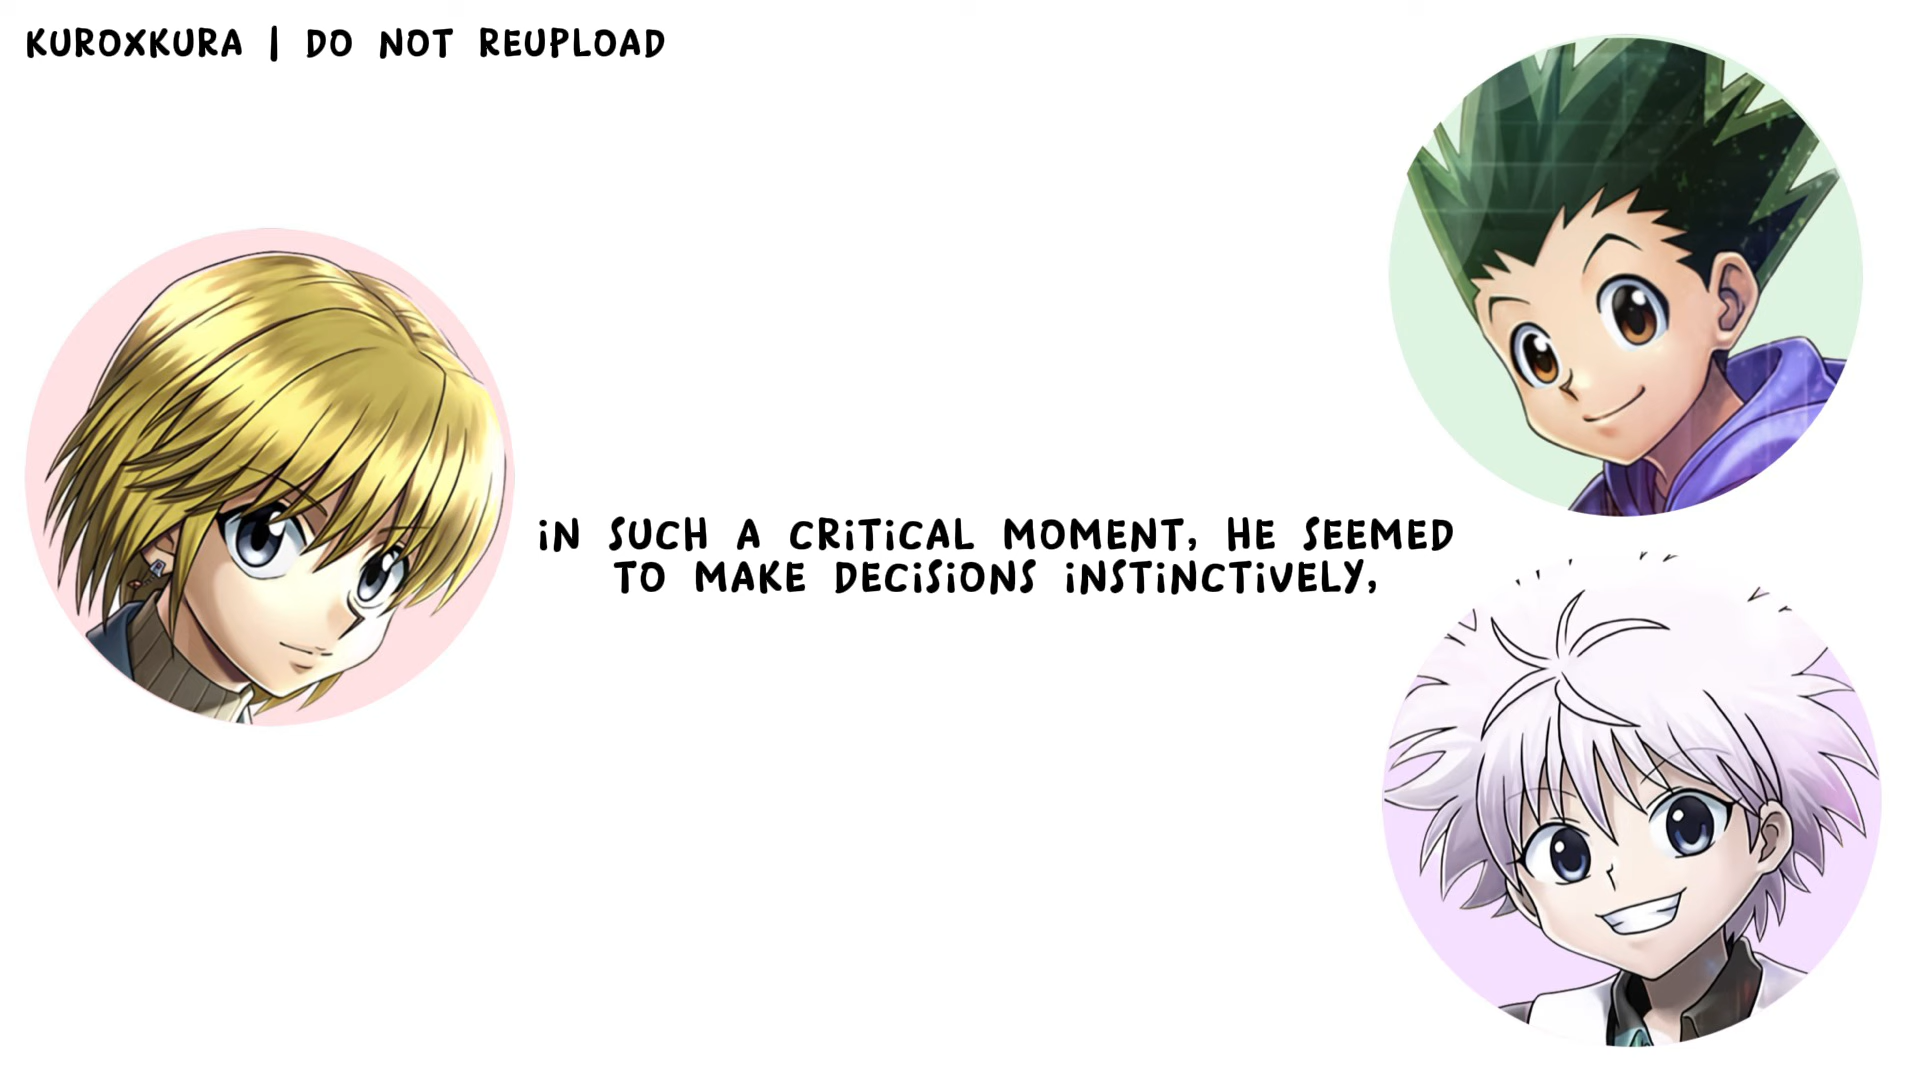 KUROXKURA | DO NOT REUPLOAD
iN SUCH A CRiTiCAL MOMENT, HE SEEMED
TO MAKE DECiSiONS iNSTiNCTiVELY,